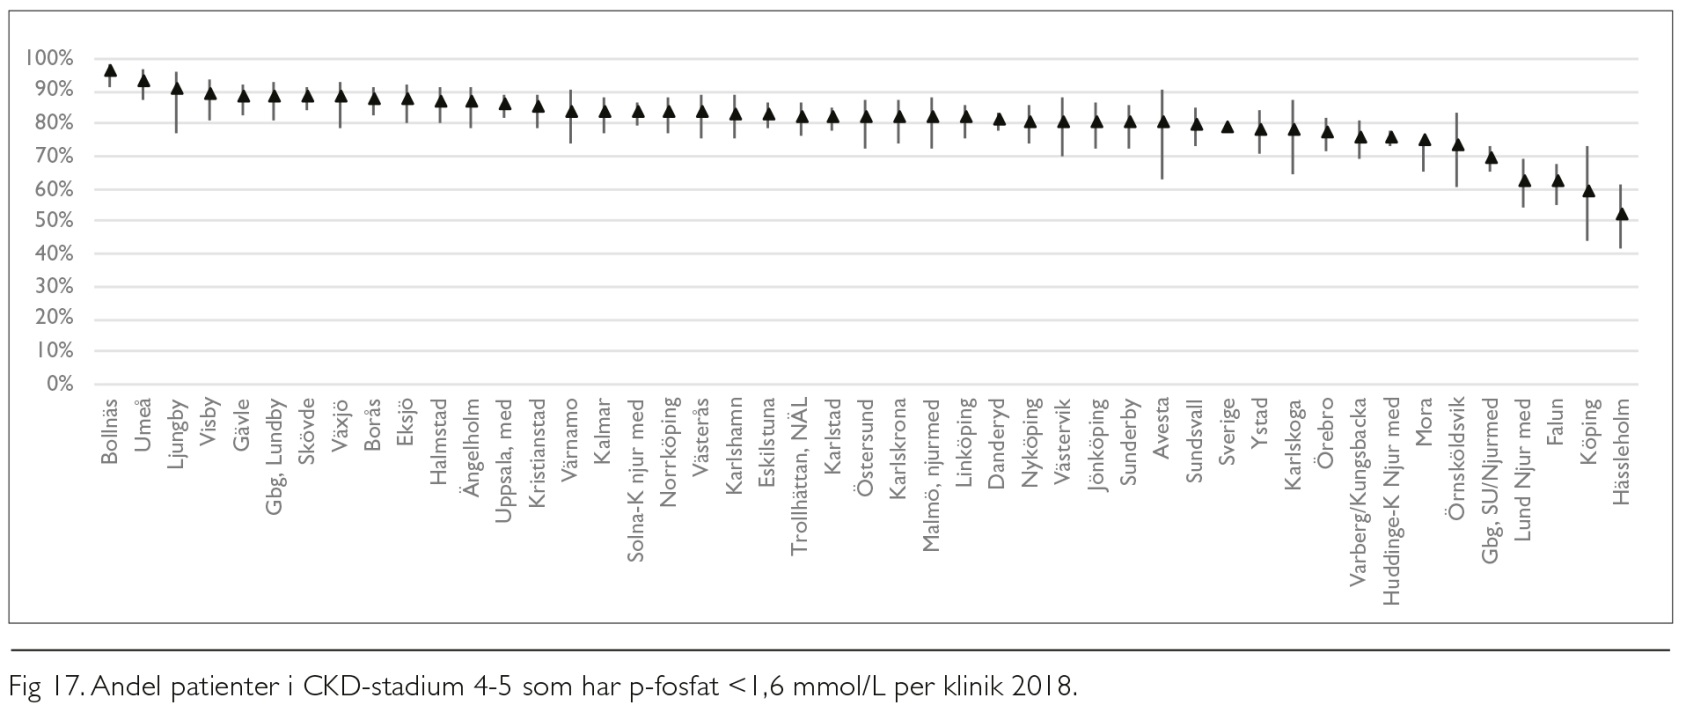 100%
90%
80%
70%
60%
50%
40%
30%
20%
10%
0%
Bollnäs
Umeå
Ljungby
Visby
Gävle
Gbg, Lundby
Skövde
Växjö
Borås
Eksjö
Halmstad
Ängelholm
Uppsala, med
Kristianstad
Värnamo
Kalmar
Solna-K njur med
Norrköping
Västerås
Karlshamn
Eskilstuna
Trollhättan, NÄL
Karlstad
Östersund
Karlskrona
Malmö, njurmed
Linköping
Danderyd
Nyköping
Västervik
Jönköping
Sunderby
Avesta
Sundsvall
Sverige
Ystad
Karlskoga
Örebro
Varberg/Kungsbacka
Huddinge-K Njur med
Mora
Örnsköldsvik
Gbg, SU/Njurmed
Lund Njur med
Falun
Köping
Hässleholm
Fig 17. Andel patienter i CKD-stadium 4-5 som har p-fosfat <1,6 mmol/L per klinik 2018.